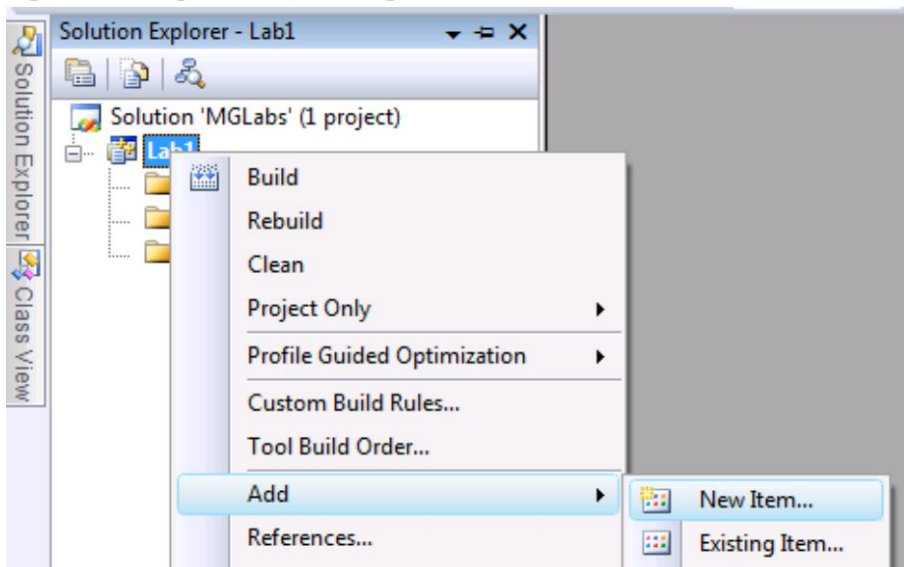 Solution Explorer - Lab1
Solution Explorer
Class View
Solution 'MGLabs' (1 project)
Lab1
Build
Rebuild
Clean
Project Only
Profile Guided Optimization
Custom Build Rules...
Tool Build Order...
Add
New Item...
References...
Existing Item...